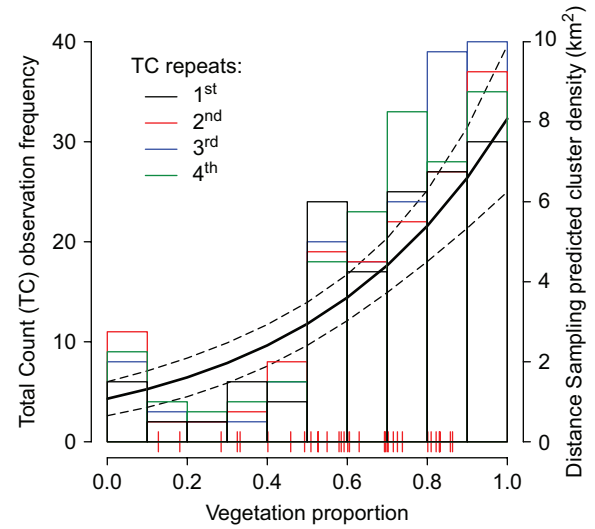 Total Count (TC) observation frequency
40
30
20
10
0
TC repeats:
1st
2nd
3rd
4th
10
8
6
4
2
0
Distance Sampling predicted cluster density (km2)
0.0 0.2 0.4 0.6 0.8 1.0
Vegetation proportion